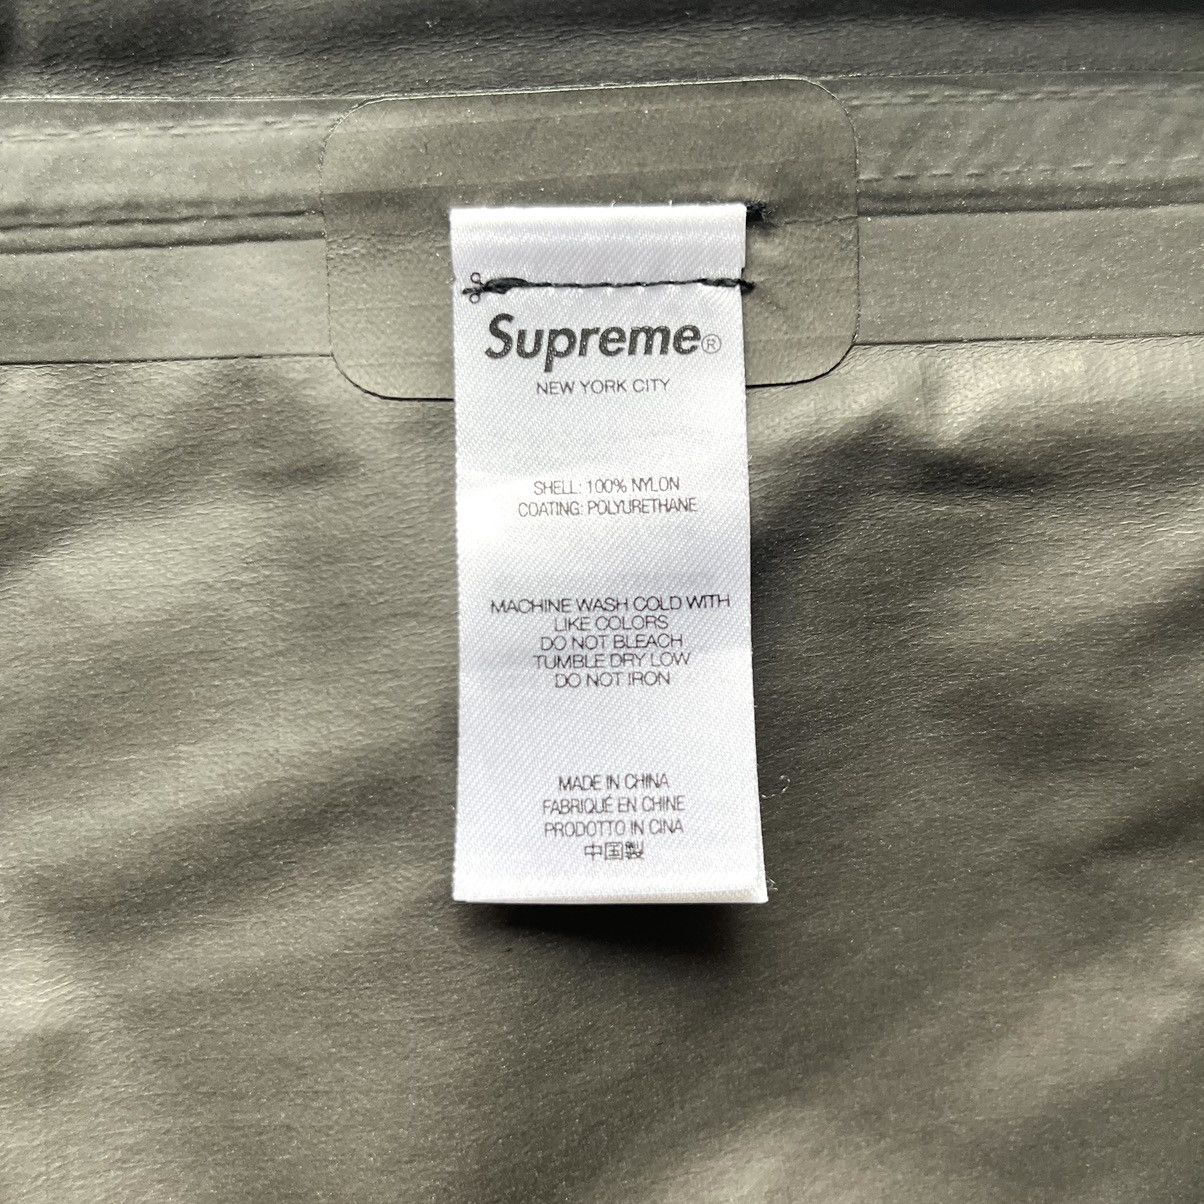 Supreme®
NEW YORK CITY
SHELL: 100% NYLON
COATING: POLYURETHANE
MACHINE WASH COLD WITH
LIKE COLORS
DO NOT BLEACH
TUMBLE DRY LOW
DO NOT IRON
MADE IN CHINA
FABRIQUÉ EN CHINE
PRODOTTO IN CINA
中国製